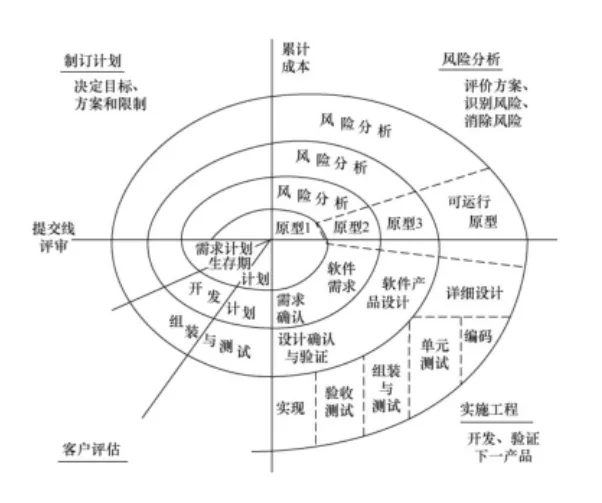 制订计划
决定目标、
方案和限制
累计
成本
风险分析
评价方案、
识别风险、
消除风险
风险分析
风险分析
风险分析
原型1
原型2
原型3
可运行
原型
提交线
评审
需求计划
生存期
计划
开发计划
组装与测试
需求
确认
软件
需求
软件产
品设计
详细设计
设计确认
与验证
实现
验收
测试
组装
与
测试
单元
测试
编码
客户评估
实施工程
开发、验证
下一产品